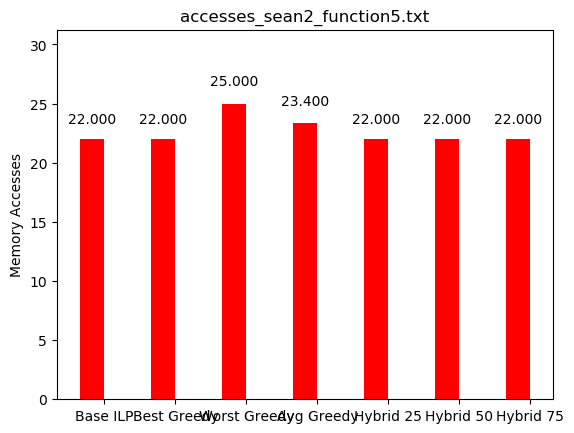 accesses_sean2_function5.txt
30
25
20
15
10
5
0
Memory Accesses
22.000 22.000 25.000 23.400 22.000 22.000 22.000
Base ILP Best Greedy Worst Greedy Avg Greedy Hybrid 25 Hybrid 50 Hybrid 75